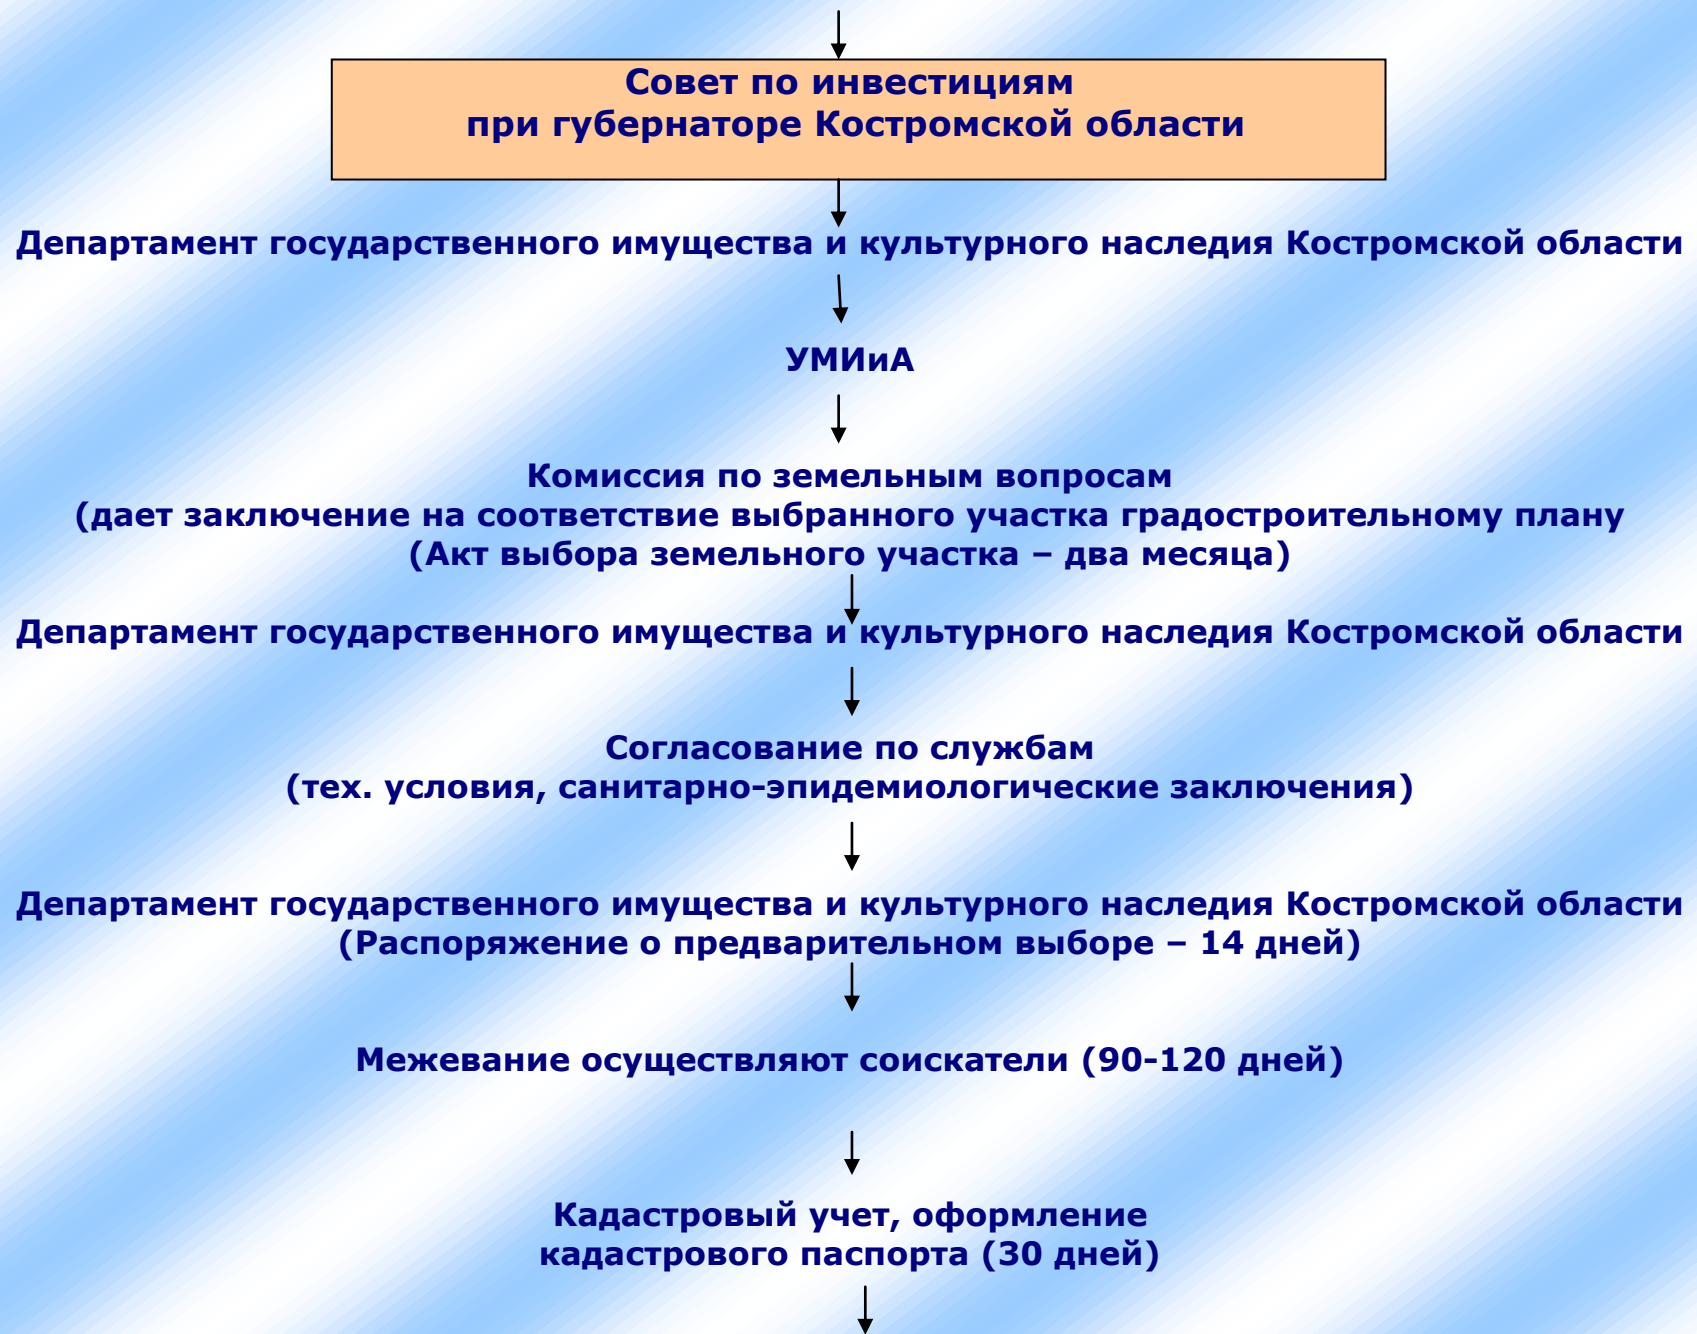 Совет по инвестициям
при губернаторе Костромской области
Департамент государственного имущества и культурного наследия Костромской области
УМИиА
Комиссия по земельным вопросам
(дает заключение на соответствие выбранного участка градостроительному плану
(Акт выбора земельного участка – два месяца)
Департамент государственного имущества и культурного наследия Костромской области
Согласование по службам
(тех. условия, санитарно-эпидемиологические заключения)
Департамент государственного имущества и культурного наследия Костромской области
(Распоряжение о предварительном выборе – 14 дней)
Межевание осуществляют соискатели (90-120 дней)
Кадастровый учет, оформление
кадастрового паспорта (30 дней)